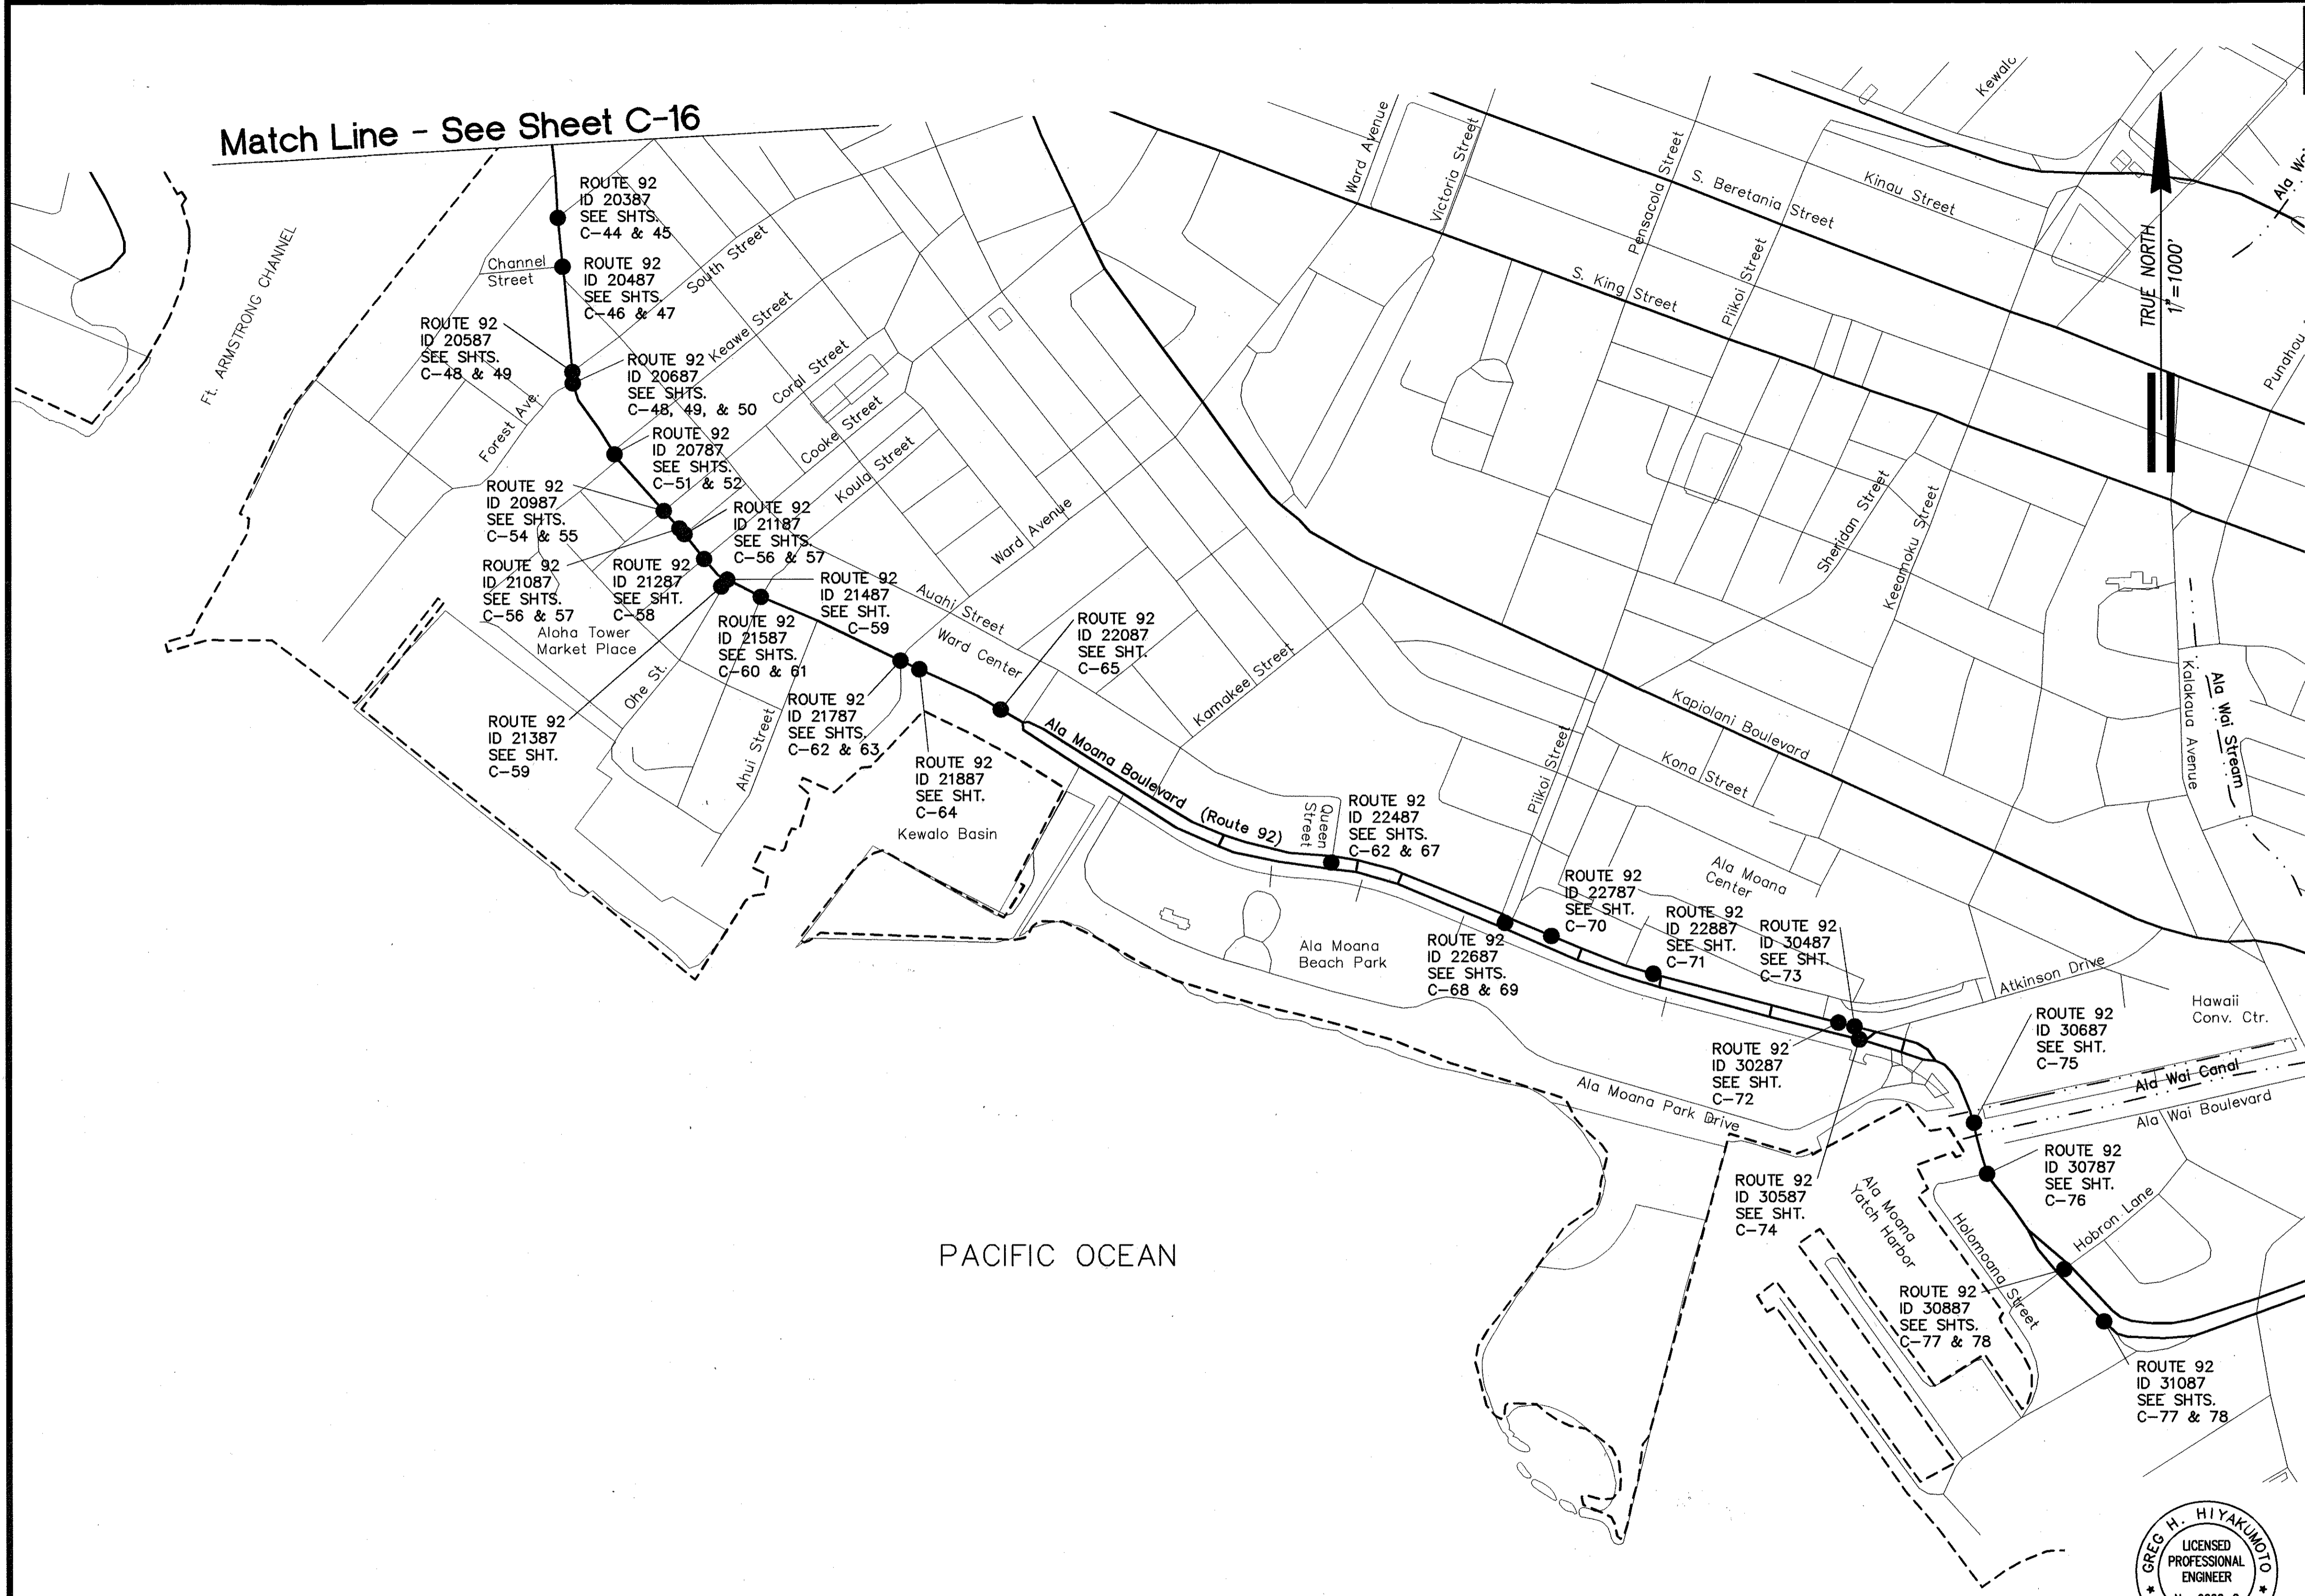 Match Line - See Sheet C-16
Ft. ARMSTRONG CHANNEL
ROUTE 92
ID 20387
SEE SHTS.
C-44 & 45
Channel
Street
ROUTE 92
ID 20487
SEE SHTS.
C-46 & 47
South Street
ROUTE 92
ID 20587
SEE SHTS.
C-48 & 49
Keawe Street
ROUTE 92
ID 20687
SEE SHTS.
C-48, 49, & 50
Forest Ave.
Coral Street
Cooke Street
Koula Street
ROUTE 92
ID 20787
SEE SHTS.
C-51 & 52
ROUTE 92
ID 20987
SEE SHTS.
C-54 & 55
ROUTE 92
ID 21187
SEE SHTS.
C-56 & 57
ROUTE 92
ID 21087
SEE SHTS.
C-56 & 57
ROUTE 92
ID 21287
SEE SHT.
C-58
ROUTE 92
ID 21487
SEE SHT.
C-59
Aloha Tower
Market Place
ROUTE 92
ID 21587
SEE SHTS.
C-60 & 61
Ohe St.
Ahui Street
ROUTE 92
ID 21387
SEE SHT.
C-59
ROUTE 92
ID 21787
SEE SHTS.
C-62 & 63
ROUTE 92
ID 21887
SEE SHT.
C-64
Kewalo Basin
Auahi Street
Ward Center
Ward Avenue
ROUTE 92
ID 22087
SEE SHT.
C-65
Kamakee Street
Ala Moana Boulevard (Route 92)
Queen
Street
ROUTE 92
ID 22487
SEE SHTS.
C-62 & 67
Ala Moana
Beach Park
ROUTE 92
ID 22687
SEE SHTS.
C-68 & 69
ROUTE 92
ID 22787
SEE SHT.
C-70
ROUTE 92
ID 22887
SEE SHT.
C-71
ROUTE 92
ID 30487
SEE SHT.
C-73
Ala Moana
Center
Ward Avenue
Victoria Street
Pensacola Street
Piikoi Street
S. Beretania Street
Kinau Street
Kewalo
S. King Street
Sheridan Street
Keeamoku Street
TRUE NORTH
1"=1000'
Punahou
Kapiolani Boulevard
Kona Street
Piikoi Street
Kalakaua Avenue
Ala Wai Stream
Atkinson Drive
Hawaii
Conv. Ctr.
ROUTE 92
ID 30287
SEE SHT.
C-72
ROUTE 92
ID 30687
SEE SHT.
C-75
Ala Wai Canal
Ala Wai Boulevard
Ala Moana Park Drive
ROUTE 92
ID 30587
SEE SHT.
C-74
ROUTE 92
ID 30787
SEE SHT.
C-76
Ala Moana
Yatch Harbor
Holomoana Street
Hobron Lane
ROUTE 92
ID 30887
SEE SHTS.
C-77 & 78
ROUTE 92
ID 31087
SEE SHTS.
C-77 & 78
PACIFIC OCEAN
GREG H. HIYAKUMOTO
LICENSED
PROFESSIONAL
ENGINEER